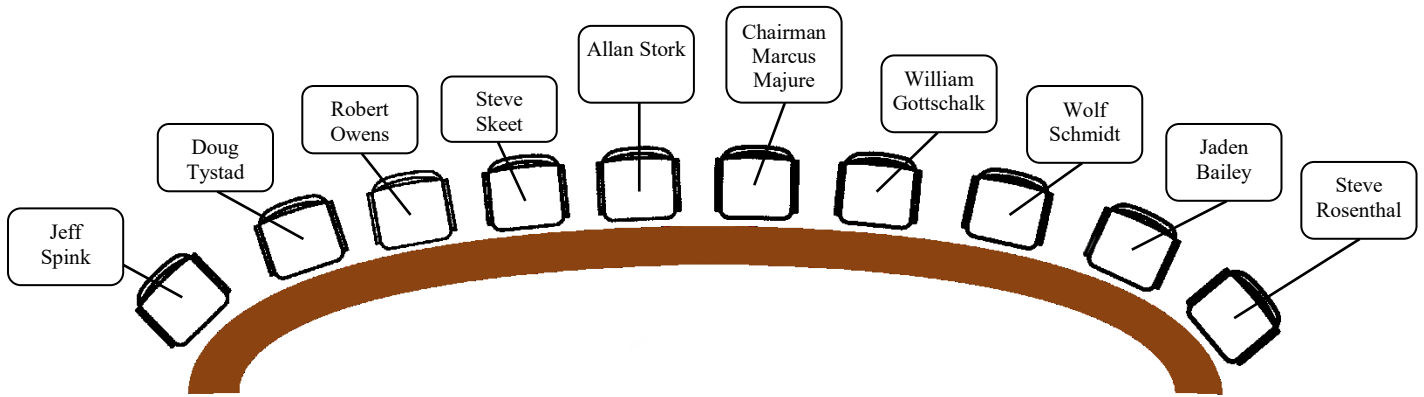 Jeff
Spink
Doug
Tystad
Robert
Owens
Steve
Skeet
Allan Stork
Chairman
Marcus
Majure
William
Gottschalk
Wolf
Schmidt
Jaden
Bailey
Steve
Rosenthal